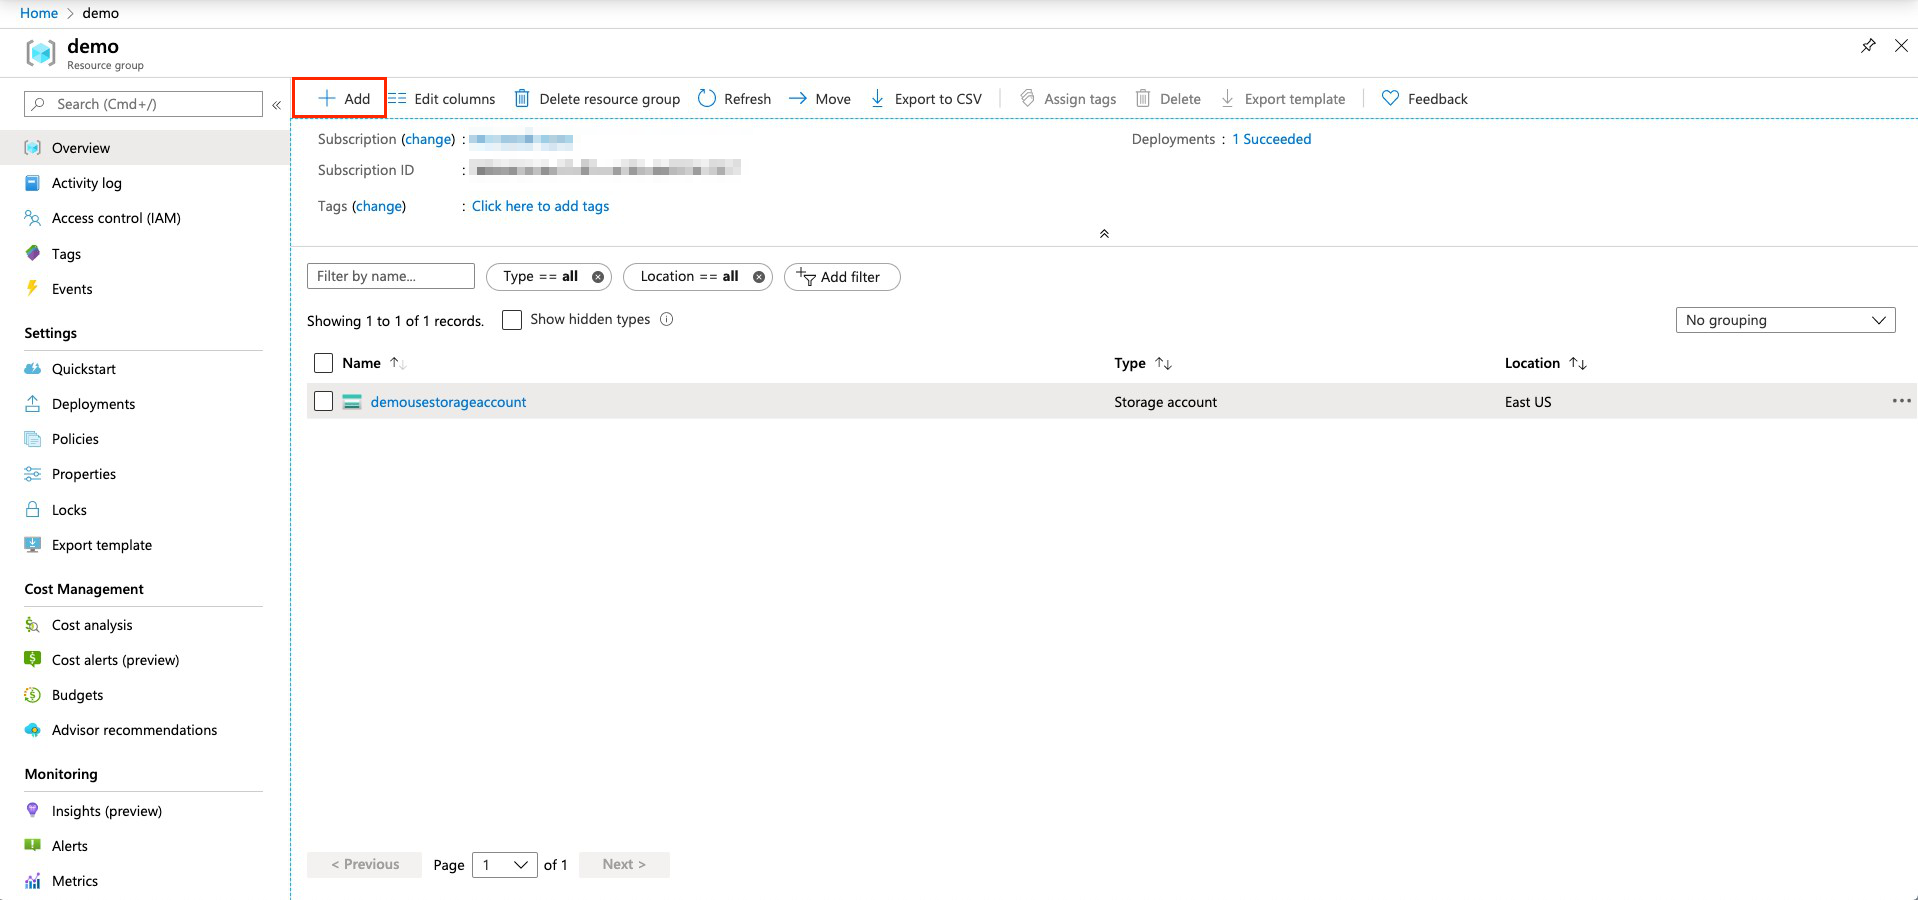 Home > demo
demo
Resource group
Search (Cmd+/)
«
Add
Edit columns
Delete resource group
Refresh
Move
Export to CSV
Assign tags
Delete
Export template
Feedback
Overview
Activity log
Access control (IAM)
Tags
Events
Settings
Quickstart
Deployments
Policies
Properties
Locks
Export template
Cost Management
Cost analysis
Cost alerts (preview)
Budgets
Advisor recommendations
Monitoring
Insights (preview)
Alerts
Metrics
Subscription (change) :
Deployments : 1 Succeeded
Subscription ID :
Tags (change) : Click here to add tags
Filter by name...
Type == all
Location == all
Add filter
Showing 1 to 1 of 1 records.
Show hidden types
No grouping
Name Type Location
demousestorageaccount Storage account East US
< Previous Page 1 of 1 Next >